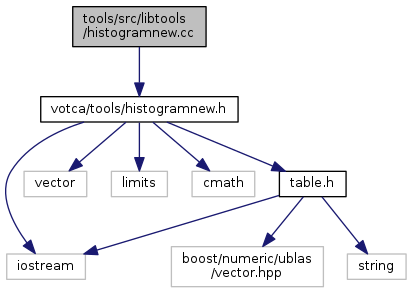 tools/src/libtools
/histogramnew.cc
votca/tools/histogramnew.h
vector
limits
cmath
table.h
iostream
boost/numeric/ublas
/vector.hpp
string